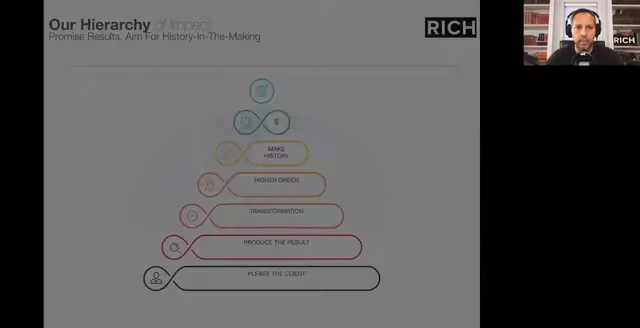 Our Hierarchy of Impact
Promise Results. Aim For History-In-The-Making
RICH
RICH
$
MAKE
HISTORY
HIGHER ORDER
TRANSFORMATION
PRODUCE THE RESULT
PLEASE THE CLIENT